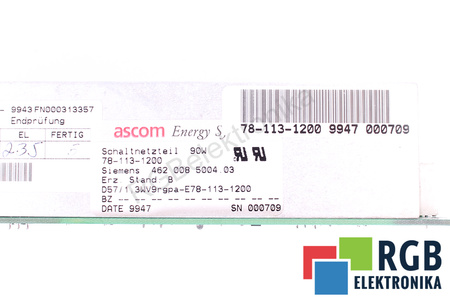 - 9943 FN000313357
Endprüfung
EL FERTIG
235
ascom Energy S
78-113-1200 9947 000709
Schaltnetzteil 90W
78-113-1200
Siemens 462 008 5004.03
Erz Stand B
DS7/1.3WV9rgpa-E78-113-1200
BZ -- -- -- -- -- -- -- -- -- --
DATE 9947 SN 000709
RGB
ELEKTRONIKA